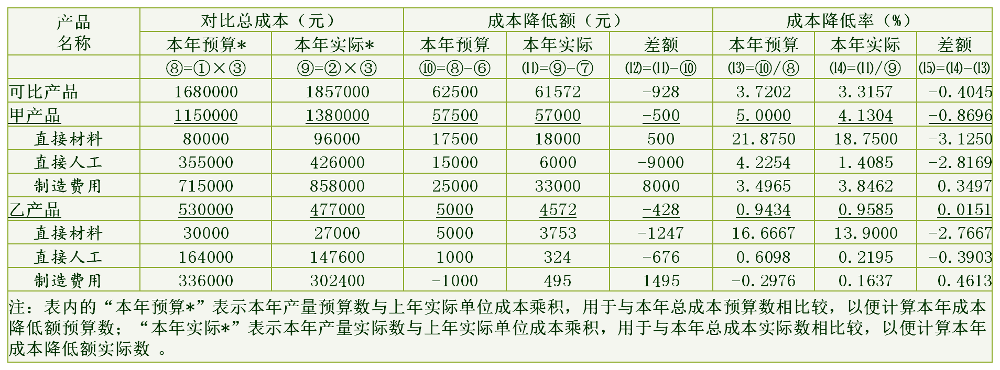 产品名称 对比总成本（元） 成本降低额（元） 成本降低率（%）
本年预算* 本年实际* 本年预算 本年实际 差额 本年预算 本年实际 差额
⑧=①×③ ⑨=②×③ ⑩=⑧-⑥ ⑾=⑨-⑦ ⑿=⑾-⑩ ⒀=⑩/⑧ ⒁=⑾/⑨ ⒂=⒁-⒀
可比产品 1680000 1857000 62500 61572 -928 3.7202 3.3157 -0.4045
甲产品 1150000 1380000 57500 57000 -500 5.0000 4.1304 -0.8696
直接材料 80000 96000 17500 18000 500 21.8750 18.7500 -3.1250
直接人工 355000 426000 15000 6000 -9000 4.2254 1.4085 -2.8169
制造费用 715000 858000 25000 33000 8000 3.4965 3.8462 0.3497
乙产品 530000 477000 5000 4572 -428 0.9434 0.9585 0.0151
直接材料 30000 27000 5000 3753 -1247 16.6667 13.9000 -2.7667
直接人工 164000 147600 1000 324 -676 0.6098 0.2195 -0.3903
制造费用 336000 302400 -1000 495 1495 -0.2976 0.1637 0.4613
注：表内的“本年预算*”表示本年产量预算数与上年实际单位成本乘积，用于与本年总成本预算数相比较，以便计算本年成本
降低额预算数；“本年实际*”表示本年产量实际数与上年实际单位成本乘积，用于与本年总成本实际数相比较，以便计算本年
成本降低额实际数 。